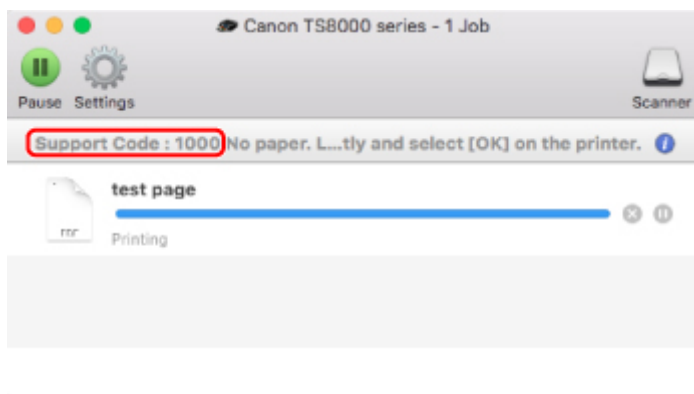 Canon TS8000 series - 1 Job
Pause Settings Scanner
Support Code : 1000 No paper. L...tly and select [OK] on the printer.
test page
Printing